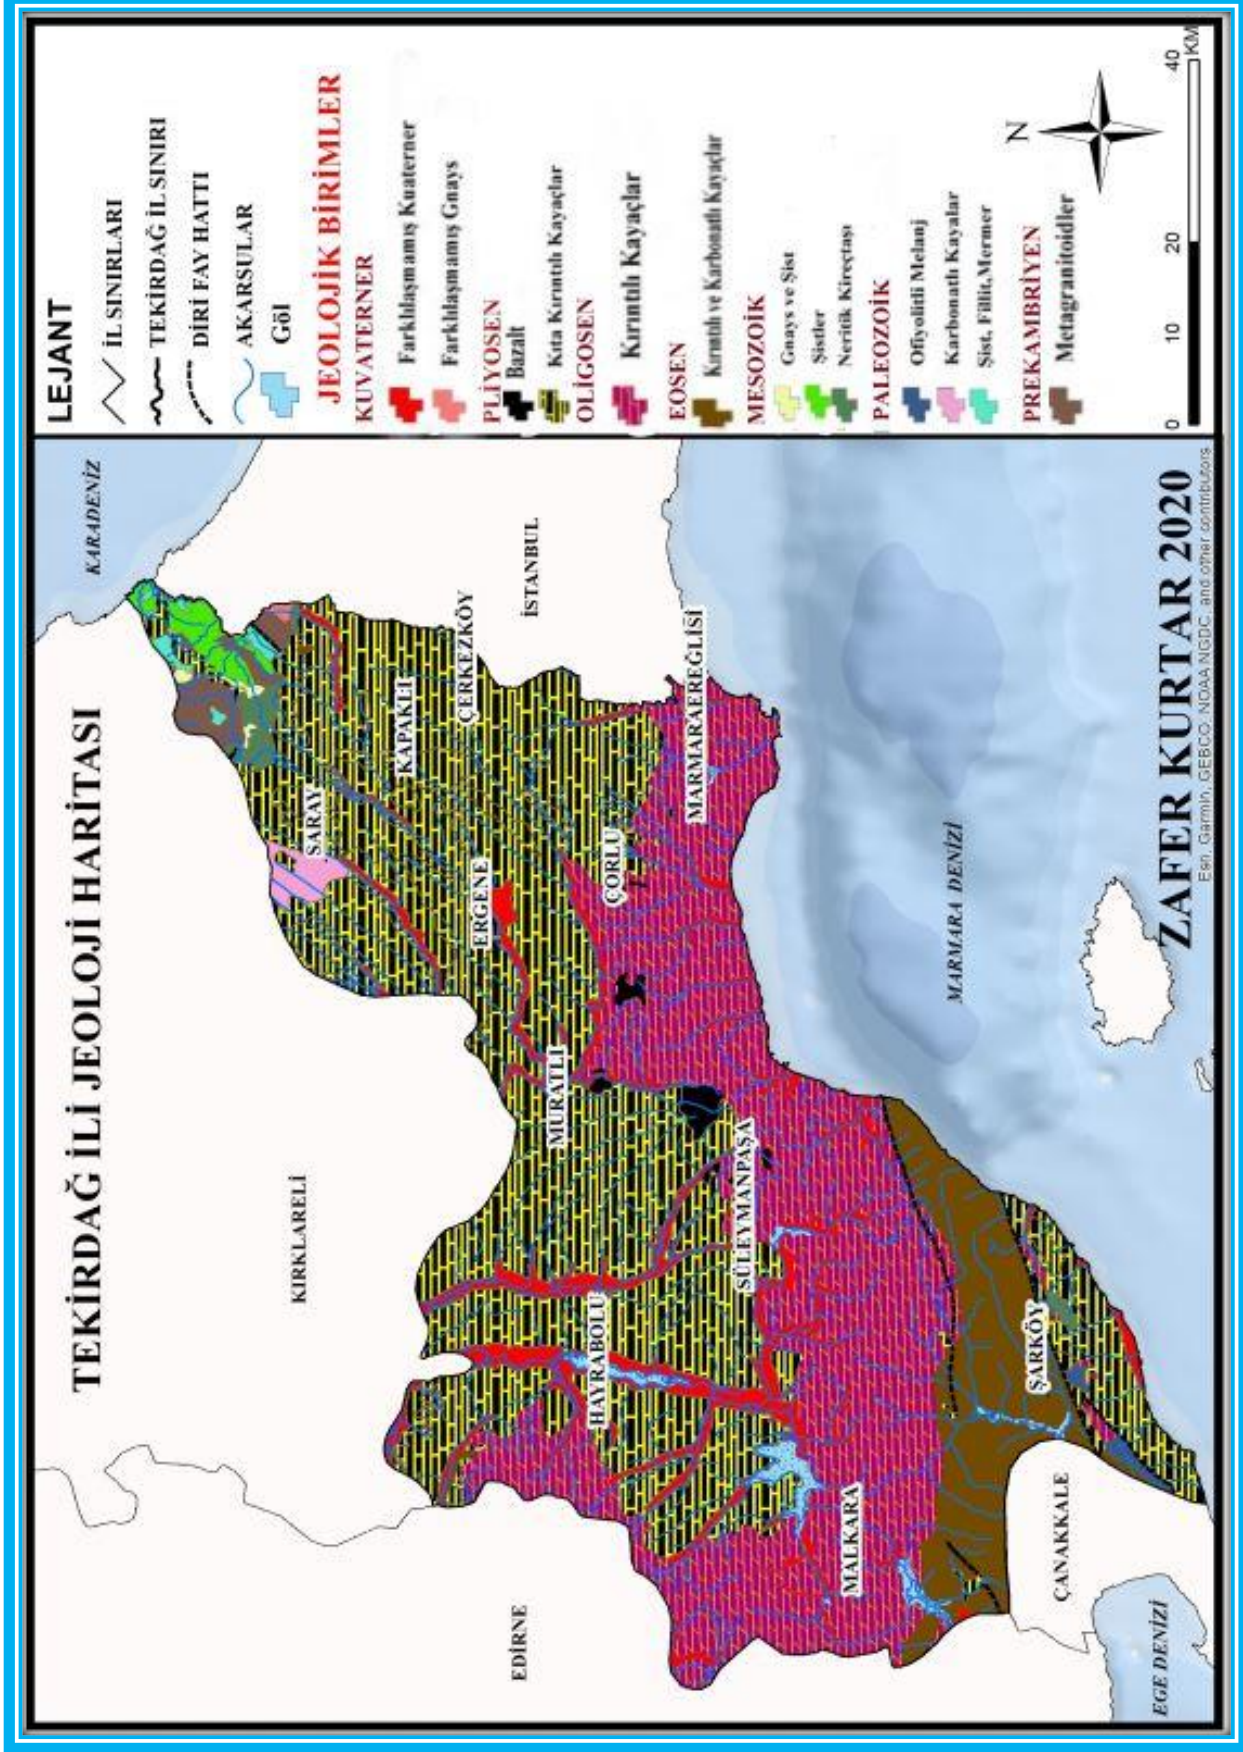 TEKİRDAĞ İLİ JEOLOJİ HARİTASI
KARADENİZ
KIRKLARELİ
SARAY
KAPAKLI
ÇERKEZKÖY
İSTANBUL
ERGENE
ÇORLU
MARMARAEREĞLİSİ
MURATLI
HAYRABOLU
SÜLEYMANPAŞA
EDİRNE
MALKARA
ŞARKÖY
MARMARA DENİZİ
ÇANAKKALE
EGE DENİZİ
ZAFER KURTAR 2020
Esri, Garmin, GEBCO, NOAA NGDC, and other contributors
LEJANT
İL SINIRLARI
TEKİRDAĞ İL SINIRI
DİRİ FAY HATTI
AKARSULAR
Göl
JEOLOJİK BİRİMLER
KUVATERNER
Farklılaşmamış Kuaterner
Farklılaşmamış Gnays
PLİYOSEN
Bazalt
Kıta Kırıntılı Kayaçlar
OLİGOSEN
Kırıntılı Kayaçlar
EOSEN
Kırıntılı ve Karbonatlı Kayaçlar
MESOZOİK
Gnays ve Şist
Şistler
Neritik Kireçtaşı
PALEOZOİK
Ofiyolitli Melanj
Karbonatlı Kayalar
Şist, Fillit,Mermer
PREKAMBRİYEN
Metagranitoidler
N
0 10 20 40
KM